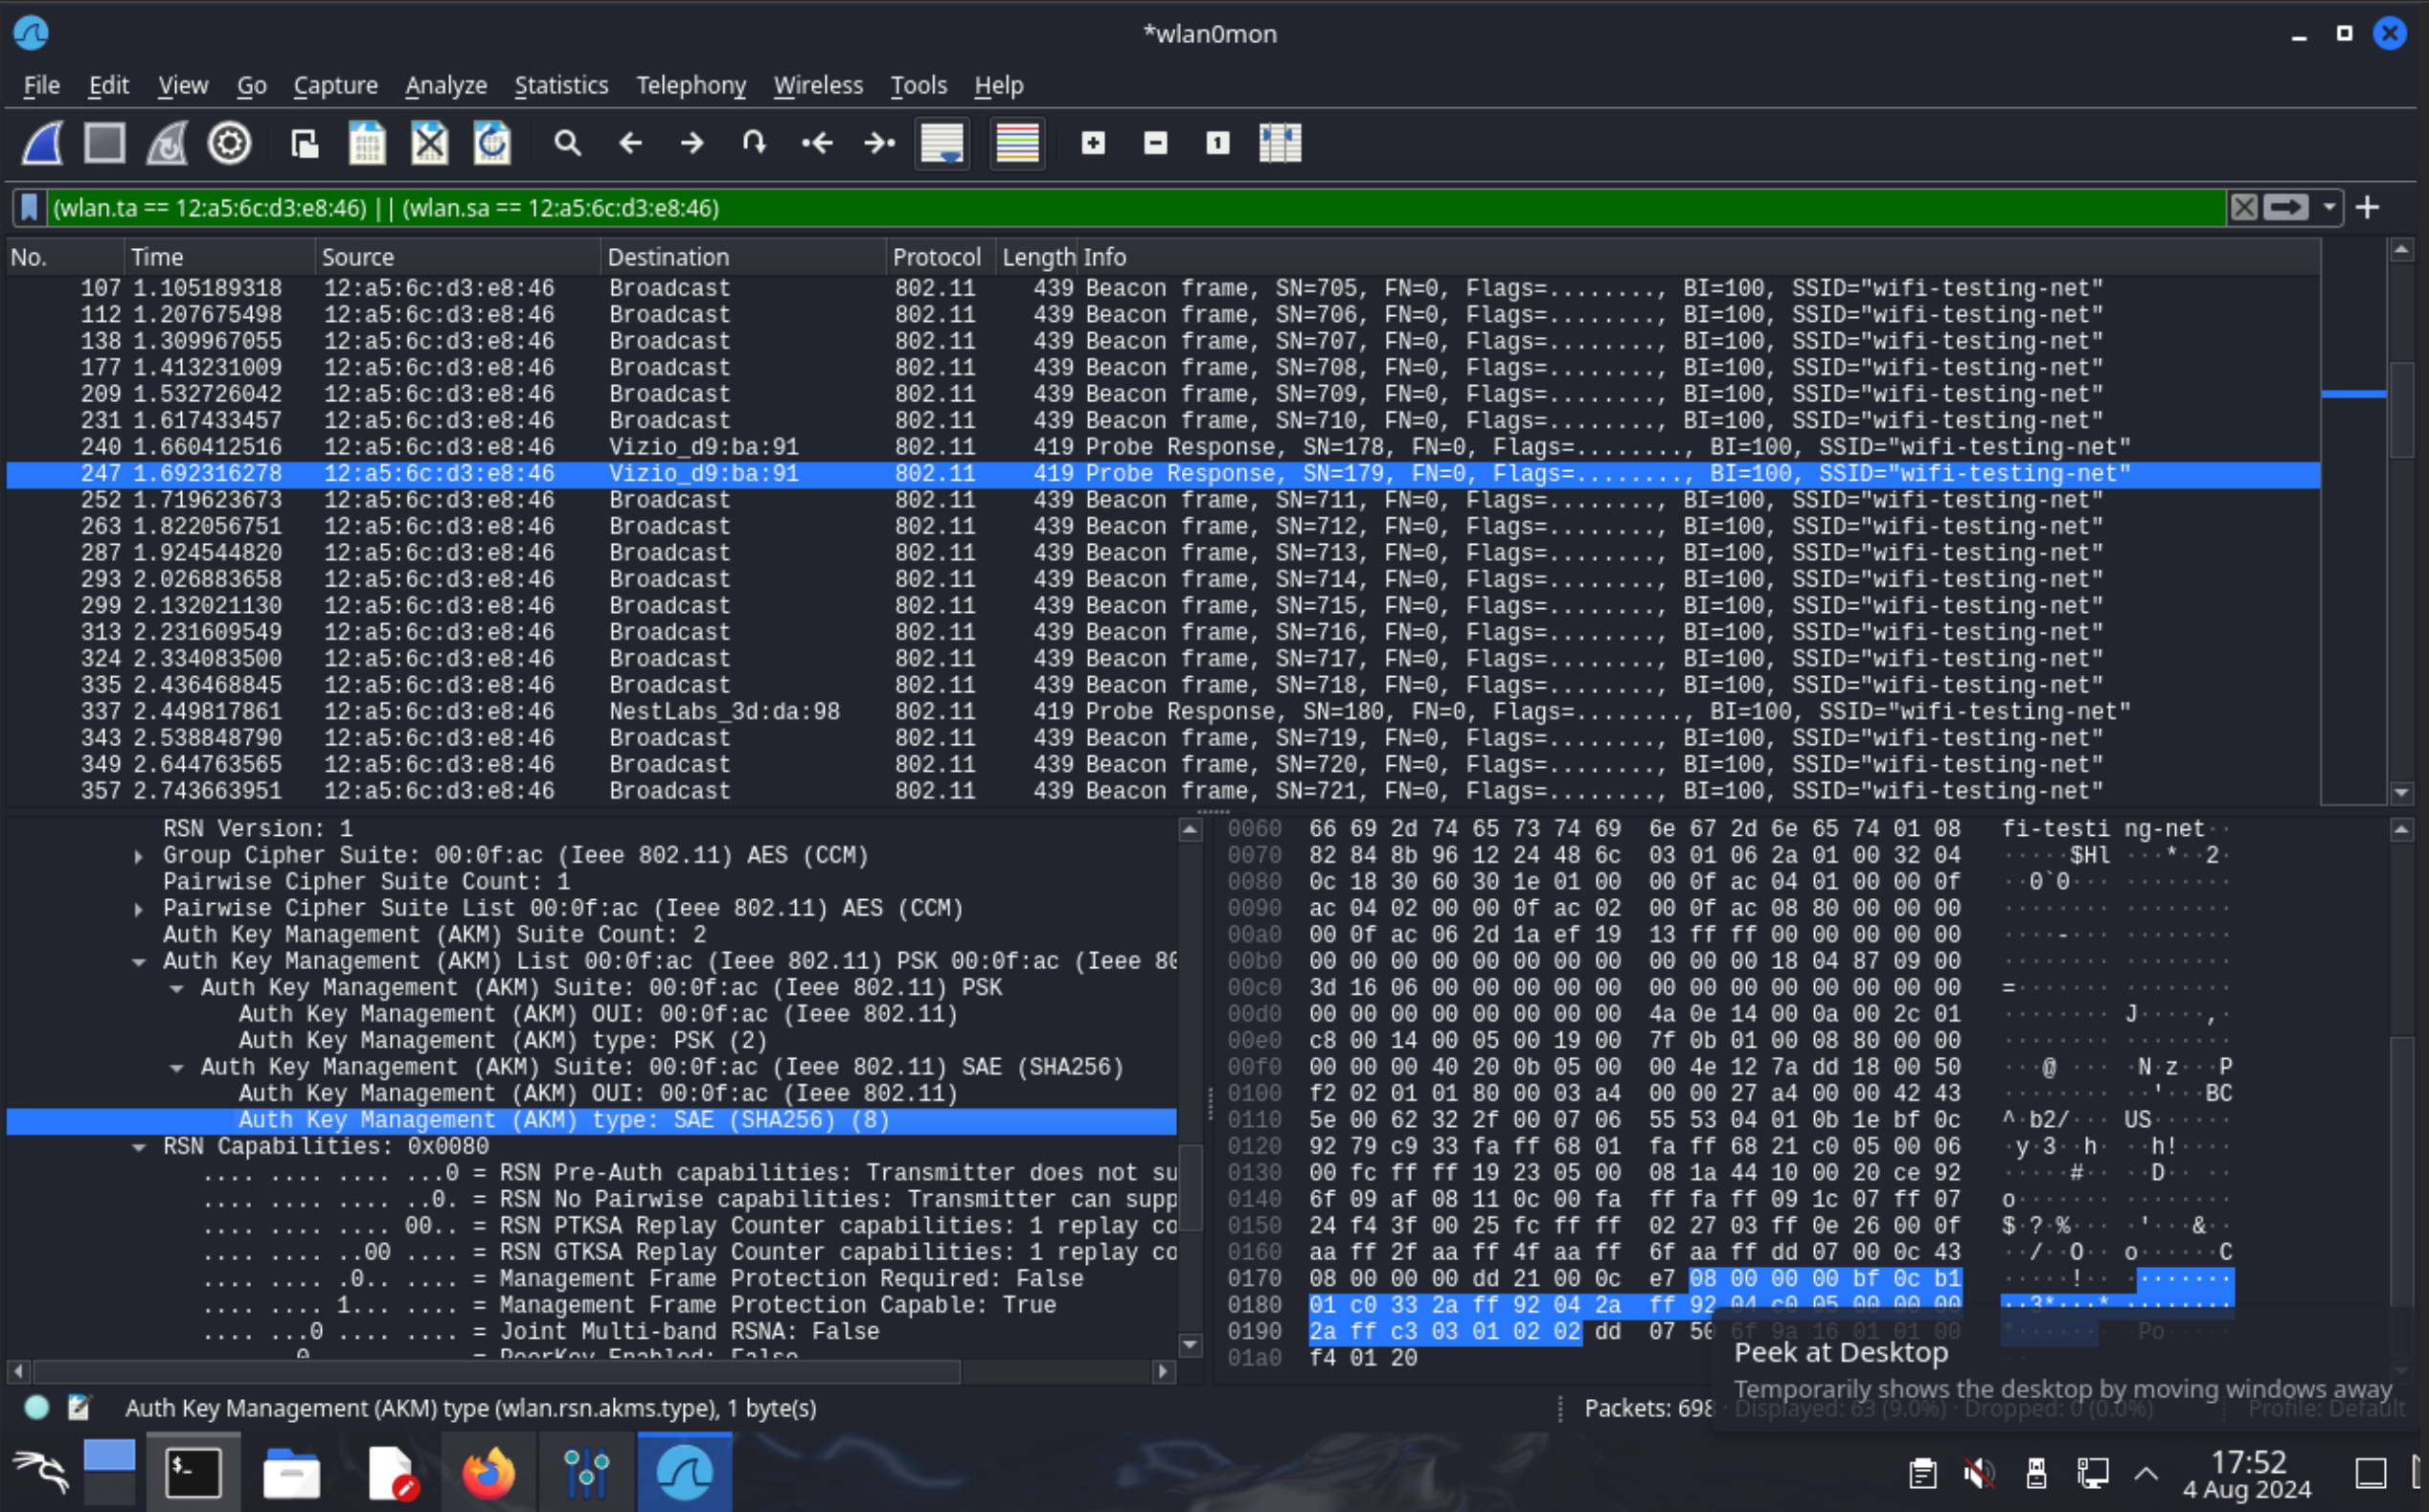 *wlan0mon
File Edit View Go Capture Analyze Statistics Telephony Wireless Tools Help
(wlan.ta == 12:a5:6c:d3:e8:46) || (wlan.sa == 12:a5:6c:d3:e8:46)
No. Time Source Destination Protocol Length Info
107 1.105189318 12:a5:6c:d3:e8:46 Broadcast 802.11 439 Beacon frame, SN=705, FN=0, Flags=........, BI=100, SSID="wifi-testing-net"
112 1.207675498 12:a5:6c:d3:e8:46 Broadcast 802.11 439 Beacon frame, SN=706, FN=0, Flags=........, BI=100, SSID="wifi-testing-net"
138 1.309967055 12:a5:6c:d3:e8:46 Broadcast 802.11 439 Beacon frame, SN=707, FN=0, Flags=........, BI=100, SSID="wifi-testing-net"
177 1.413231009 12:a5:6c:d3:e8:46 Broadcast 802.11 439 Beacon frame, SN=708, FN=0, Flags=........, BI=100, SSID="wifi-testing-net"
209 1.532726042 12:a5:6c:d3:e8:46 Broadcast 802.11 439 Beacon frame, SN=709, FN=0, Flags=........, BI=100, SSID="wifi-testing-net"
231 1.617433457 12:a5:6c:d3:e8:46 Broadcast 802.11 439 Beacon frame, SN=710, FN=0, Flags=........, BI=100, SSID="wifi-testing-net"
240 1.660412516 12:a5:6c:d3:e8:46 Vizio_d9:ba:91 802.11 419 Probe Response, SN=178, FN=0, Flags=........, BI=100, SSID="wifi-testing-net"
247 1.692316278 12:a5:6c:d3:e8:46 Vizio_d9:ba:91 802.11 419 Probe Response, SN=179, FN=0, Flags=........, BI=100, SSID="wifi-testing-net"
252 1.719623673 12:a5:6c:d3:e8:46 Broadcast 802.11 439 Beacon frame, SN=711, FN=0, Flags=........, BI=100, SSID="wifi-testing-net"
263 1.822056751 12:a5:6c:d3:e8:46 Broadcast 802.11 439 Beacon frame, SN=712, FN=0, Flags=........, BI=100, SSID="wifi-testing-net"
287 1.924544820 12:a5:6c:d3:e8:46 Broadcast 802.11 439 Beacon frame, SN=713, FN=0, Flags=........, BI=100, SSID="wifi-testing-net"
293 2.026883658 12:a5:6c:d3:e8:46 Broadcast 802.11 439 Beacon frame, SN=714, FN=0, Flags=........, BI=100, SSID="wifi-testing-net"
299 2.132021130 12:a5:6c:d3:e8:46 Broadcast 802.11 439 Beacon frame, SN=715, FN=0, Flags=........, BI=100, SSID="wifi-testing-net"
313 2.231609549 12:a5:6c:d3:e8:46 Broadcast 802.11 439 Beacon frame, SN=716, FN=0, Flags=........, BI=100, SSID="wifi-testing-net"
324 2.334083500 12:a5:6c:d3:e8:46 Broadcast 802.11 439 Beacon frame, SN=717, FN=0, Flags=........, BI=100, SSID="wifi-testing-net"
335 2.436468845 12:a5:6c:d3:e8:46 Broadcast 802.11 439 Beacon frame, SN=718, FN=0, Flags=........, BI=100, SSID="wifi-testing-net"
337 2.449817861 12:a5:6c:d3:e8:46 NestLabs_3d:da:98 802.11 419 Probe Response, SN=180, FN=0, Flags=........, BI=100, SSID="wifi-testing-net"
343 2.538848790 12:a5:6c:d3:e8:46 Broadcast 802.11 439 Beacon frame, SN=719, FN=0, Flags=........, BI=100, SSID="wifi-testing-net"
349 2.644763565 12:a5:6c:d3:e8:46 Broadcast 802.11 439 Beacon frame, SN=720, FN=0, Flags=........, BI=100, SSID="wifi-testing-net"
357 2.743663951 12:a5:6c:d3:e8:46 Broadcast 802.11 439 Beacon frame, SN=721, FN=0, Flags=........, BI=100, SSID="wifi-testing-net"
RSN Version: 1
Group Cipher Suite: 00:0f:ac (Ieee 802.11) AES (CCM)
Pairwise Cipher Suite Count: 1
Pairwise Cipher Suite List 00:0f:ac (Ieee 802.11) AES (CCM)
Auth Key Management (AKM) Suite Count: 2
Auth Key Management (AKM) List 00:0f:ac (Ieee 802.11) PSK 00:0f:ac (Ieee 80
Auth Key Management (AKM) Suite: 00:0f:ac (Ieee 802.11) PSK
Auth Key Management (AKM) OUI: 00:0f:ac (Ieee 802.11)
Auth Key Management (AKM) type: PSK (2)
Auth Key Management (AKM) Suite: 00:0f:ac (Ieee 802.11) SAE (SHA256)
Auth Key Management (AKM) OUI: 00:0f:ac (Ieee 802.11)
Auth Key Management (AKM) type: SAE (SHA256) (8)
RSN Capabilities: 0x0080
.... .... .... ...0 = RSN Pre-Auth capabilities: Transmitter does not su
.... .... .... ..0. = RSN No Pairwise capabilities: Transmitter can supp
.... .... .... 00.. = RSN PTKSA Replay Counter capabilities: 1 replay co
.... .... ..00 .... = RSN GTKSA Replay Counter capabilities: 1 replay co
.... .... .0.. .... = Management Frame Protection Required: False
.... .... 1... .... = Management Frame Protection Capable: True
.... ...0 .... .... = Joint Multi-band RSNA: False
0060 66 69 2d 74 65 73 74 69 6e 67 2d 6e 65 74 01 08 fi-testi ng-net··
0070 82 84 8b 96 12 24 48 6c 03 01 06 2a 01 00 32 04 ·····$Hl ···*··2·
0080 0c 18 30 60 30 1e 01 00 00 0f ac 04 01 00 00 0f ··0`0··· ········
0090 ac 04 02 00 00 0f ac 02 00 0f ac 08 80 00 00 00 ········ ········
00a0 00 0f ac 06 2d 1a ef 19 13 ff ff 00 00 00 00 00 ····-··· ········
00b0 00 00 00 00 00 00 00 00 00 00 00 18 04 87 09 00 ········ ········
00c0 3d 16 06 00 00 00 00 00 00 00 00 00 00 00 00 00 =······· ········
00d0 00 00 00 00 00 00 00 00 4a 0e 14 00 0a 00 2c 01 ········ J·····,·
00e0 c8 00 14 00 05 00 19 00 7f 0b 01 00 08 80 00 00 ········ ········
00f0 00 00 00 40 20 0b 05 00 00 4e 12 7a dd 18 00 50 ···@ ··· ·N·z···P
0100 f2 02 01 01 80 00 03 a4 00 00 27 a4 00 00 42 43 ········ ··'···BC
0110 5e 00 62 32 2f 00 07 06 55 53 04 01 0b 1e bf 0c ^·b2/··· US······
0120 92 79 c9 33 fa ff 68 01 fa ff 68 21 c0 05 00 06 ·y·3··h· ··h!····
0130 00 fc ff ff 19 23 05 00 08 1a 44 10 00 20 ce 92 ·····#·· ··D·· ··
0140 6f 09 af 08 11 0c 00 fa ff fa ff 09 1c 07 ff 07 o······· ········
0150 24 f4 3f 00 25 fc ff ff 02 27 03 ff 0e 26 00 0f $·?·%··· ·'···&··
0160 aa ff 2f aa ff 4f aa ff 6f aa ff dd 07 00 0c 43 ··/··O·· o······C
0170 08 00 00 00 dd 21 00 0c e7 08 00 00 00 bf 0c b1 ·····!·· ········
0180 01 c0 33 2a ff 92 04 2a ff 92 04 c0 05 00 00 00 ··3*···* ········
0190 2a ff c3 03 01 02 02 dd 07 50 6f 9a 16 01 01 00 *······· ·Po·····
01a0 f4 01 20
Peek at Desktop
Temporarily shows the desktop by moving windows away
Auth Key Management (AKM) type (wlan.rsn.akms.type), 1 byte(s)
Packets: 698 · Displayed: 63 (9.0%) · Dropped: 0 (0.0%)
Profile: Default
17:52
4 Aug 2024